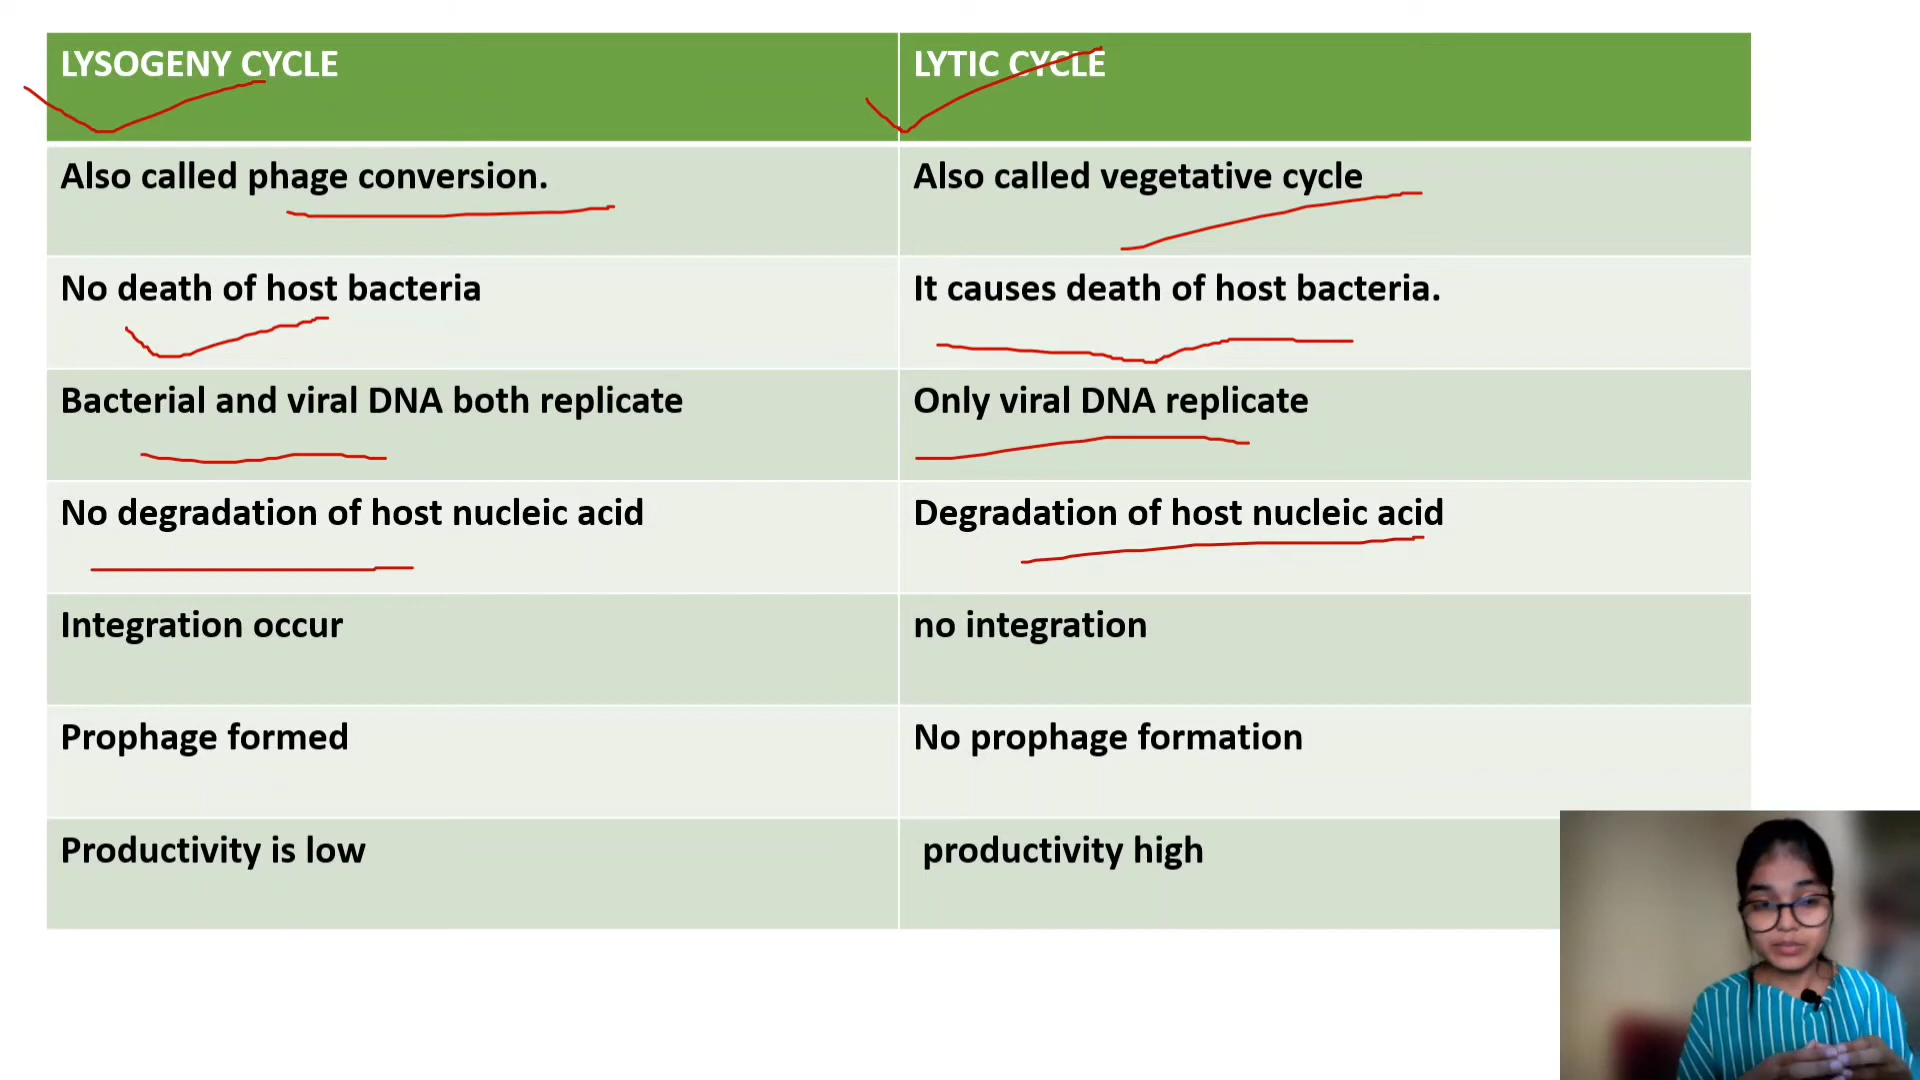 LYSOGENY CYCLE
LYTIC CYCLE
Also called phage conversion.
Also called vegetative cycle
No death of host bacteria
It causes death of host bacteria.
Bacterial and viral DNA both replicate
Only viral DNA replicate
No degradation of host nucleic acid
Degradation of host nucleic acid
Integration occur
no integration
Prophage formed
No prophage formation
Productivity is low
productivity high